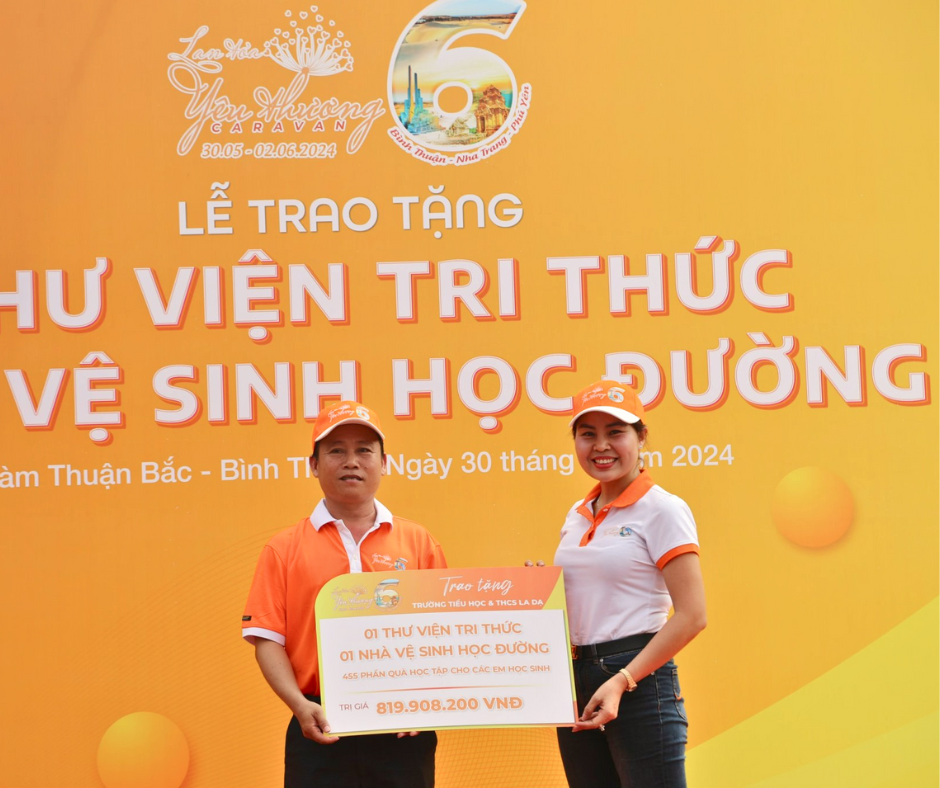 Lan tỏa
Yêu thương
CARAVAN
30.05 - 02.06.2024
6
Bình Thuận - Nha Trang - Phú Yên
LỄ TRAO TẶNG
HƯ VIỆN TRI THỨC
VỆ SINH HỌC ĐƯỜNG
àm Thuận Bắc - Bình Th Ngày 30 tháng m 2024
6
Trao tặng
TRƯỜNG TIỂU HỌC & THCS LA DẠ
01 THƯ VIỆN TRI THỨC
01 NHÀ VỆ SINH HỌC ĐƯỜNG
455 PHẦN QUÀ HỌC TẬP CHO CÁC EM HỌC SINH
TRỊ GIÁ 819.908.200 VNĐ